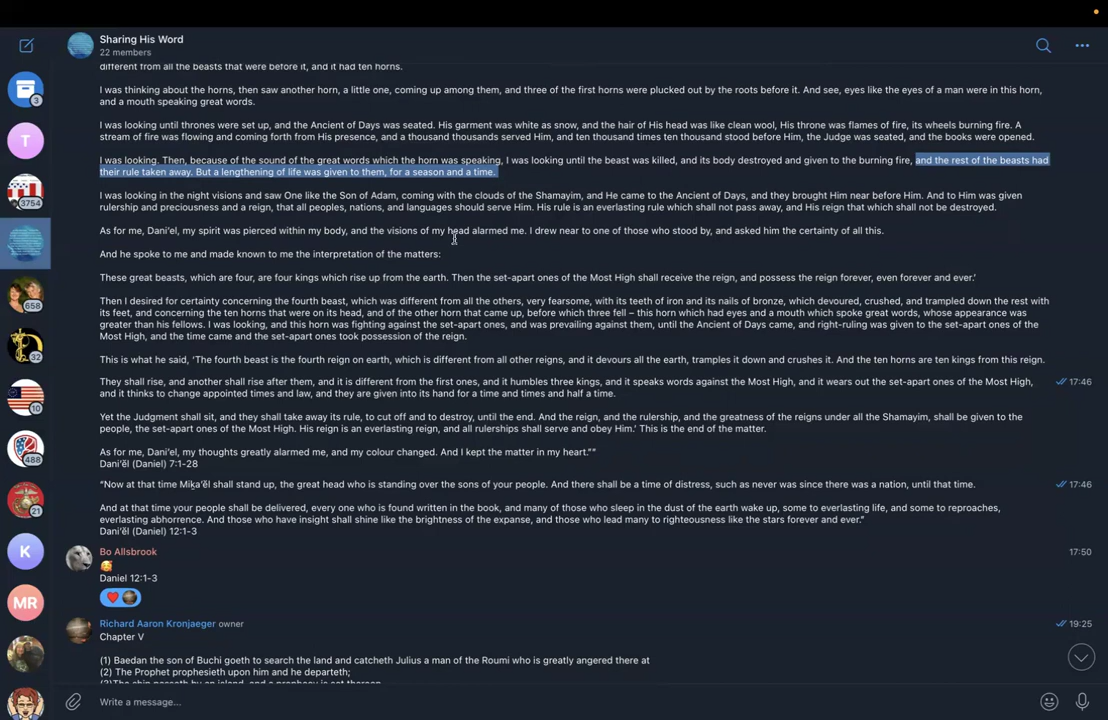 Sharing His Word
22 members
different from all the beasts that were before it, and it had ten horns.
I was thinking about the horns, then saw another horn, a little one, coming up among them, and three of the first horns were plucked out by the roots before it. And see, eyes like the eyes of a man were in this horn,
and a mouth speaking great words.
I was looking until thrones were set up, and the Ancient of Days was seated. His garment was white as snow, and the hair of His head was like clean wool, His throne was flames of fire, its wheels burning fire. A
stream of fire was flowing and coming forth from His presence, and a thousand thousands served Him, and ten thousand times ten thousand stood before Him, the Judge was seated, and the books were opened.
I was looking. Then, because of the sound of the great words which the horn was speaking, I was looking until the beast was killed, and its body destroyed and given to the burning fire, and the rest of the beasts had
their rule taken away. But a lengthening of life was given to them, for a season and a time.
I was looking in the night visions and saw One like the Son of Adam, coming with the clouds of the Shamayim, and He came to the Ancient of Days, and they brought Him near before Him. And to Him was given
rulership and preciousness and a reign, that all peoples, nations, and languages should serve Him. His rule is an everlasting rule which shall not pass away, and His reign that which shall not be destroyed.
As for me, Dani'ĕl, my spirit was pierced within my body, and the visions of my head alarmed me. I drew near to one of those who stood by, and asked him the certainty of all this.
And he spoke to me and made known to me the interpretation of the matters:
These great beasts, which are four, are four kings which rise up from the earth. Then the set-apart ones of the Most High shall receive the reign, and possess the reign forever, even forever and ever.'
Then I desired for certainty concerning the fourth beast, which was different from all the others, very fearsome, with its teeth of iron and its nails of bronze, which devoured, crushed, and trampled down the rest with
its feet, and concerning the ten horns that were on its head, and of the other horn that came up, before which three fell – this horn which had eyes and a mouth which spoke great words, whose appearance was
greater than his fellows. I was looking, and this horn was fighting against the set-apart ones, and was prevailing against them, until the Ancient of Days came, and right-ruling was given to the set-apart ones of the
Most High, and the time came and the set-apart ones took possession of the reign.
This is what he said, 'The fourth beast is the fourth reign on earth, which is different from all other reigns, and it devours all the earth, tramples it down and crushes it. And the ten horns are ten kings from this reign.
They shall rise, and another shall rise after them, and it is different from the first ones, and it humbles three kings, and it speaks words against the Most High, and it wears out the set-apart ones of the Most High,
and it thinks to change appointed times and law, and they are given into its hand for a time and times and half a time.
17:46
Yet the Judgment shall sit, and they shall take away its rule, to cut off and to destroy, until the end. And the reign, and the rulership, and the greatness of the reigns under all the Shamayim, shall be given to the
people, the set-apart ones of the Most High. His reign is an everlasting reign, and all rulerships shall serve and obey Him.' This is the end of the matter.
As for me, Dani'ĕl, my thoughts greatly alarmed me, and my colour changed. And I kept the matter in my heart.””
Dani'ĕl (Daniel) 7:1-28
“Now at that time Miḵa'ĕl shall stand up, the great head who is standing over the sons of your people. And there shall be a time of distress, such as never was since there was a nation, until that time.
17:46
And at that time your people shall be delivered, every one who is found written in the book, and many of those who sleep in the dust of the earth wake up, some to everlasting life, and some to reproaches,
everlasting abhorrence. And those who have insight shall shine like the brightness of the expanse, and those who lead many to righteousness like the stars forever and ever.”
Dani'ĕl (Daniel) 12:1-3
Bo Allsbrook
17:50
Daniel 12:1-3
Richard Aaron Kronjaeger owner
19:25
Chapter V
(1) Baedan the son of Buchi goeth to search the land and catcheth Julius a man of the Roumi who is greatly angered there at
(2) The Prophet prophesieth upon him and he departeth;
(3)The ship passeth by an island, and a prophecy is set thereon
Write a message...
3
T
3754
658
32
10
488
21
K
MR